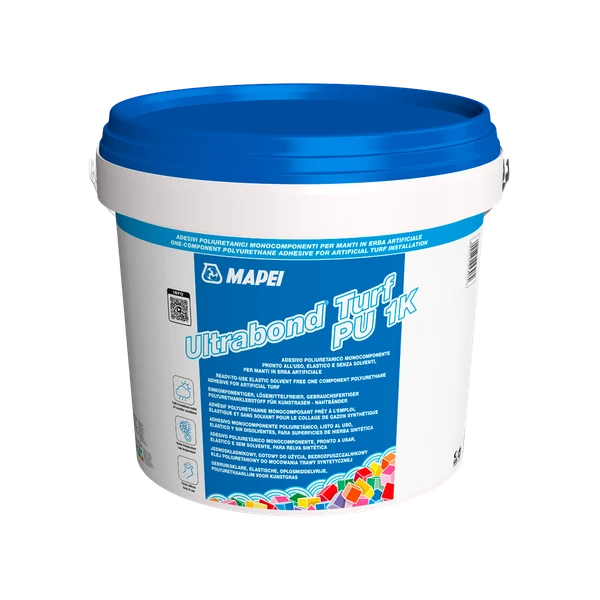 ADESIVI POLIURETANICI MONOCOMPONENTI PER MANTI IN ERBA ARTIFICIALE
ONE-COMPONENT POLYURETHANE ADHESIVE FOR ARTIFICIAL TURF INSTALLATION
MAPEI
INFO
Ultrabond Turf
PU 1K
ADESIVO POLIURETANICO MONOCOMPONENTE
PRONTO ALL'USO, ELASTICO E SENZA SOLVENTI,
PER MANTI IN ERBA ARTIFICIALE
READY-TO-USE ELASTIC SOLVENT FREE ONE COMPONENT POLYURETHANE
ADHESIVE FOR ARTIFICIAL TURF
EINKOMPONENTIGER, LÖSEMITTELFREIER, GEBRAUCHSFERTIGER
POLYURETHANKLEBSTOFF FÜR KUNSTRASEN - NAHTBÄNDER
ADHÉSIF POLYURÉTHANNE MONOCOMPOSANT PRÊT À L'EMPLOI,
ÉLASTIQUE ET SANS SOLVANT POUR LE COLLAGE DE GAZON SYNTHÉTIQUE
ADHESIVO MONOCOMPONENTE POLIURETÁNICO, LISTO AL USO,
ELÁSTICO Y SIN DISOLVENTES, PARA SUPERFICIES DE HIERBA SINTÉTICA
ADESIVO POLIURETÂNICO MONOCOMPONENTE, PRONTO A USAR,
ELÁSTICO E SEM SOLVENTE, PARA RELVA SINTÉTICA
JEDNOSKŁADNIKOWY, GOTOWY DO UŻYCIA, BEZROZPUSZCZALNIKOWY
KLEJ POLIURETANOWY DO MOCOWANIA TRAWY SYNTETYCZNEJ
GEBRUIKSKLARE, ELASTISCHE, OPLOSMIDDELVRIJE,
POLYURETHAANLIJM VOOR KUNSTGRAS